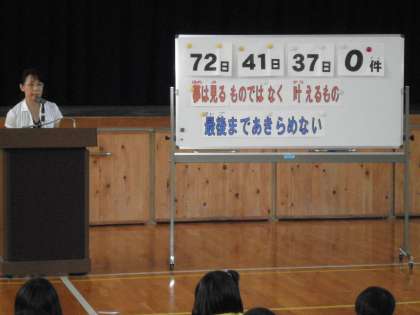 72日 41日 37日 0件
夢は見るものではなく 叶えるもの
最後まであきらめない